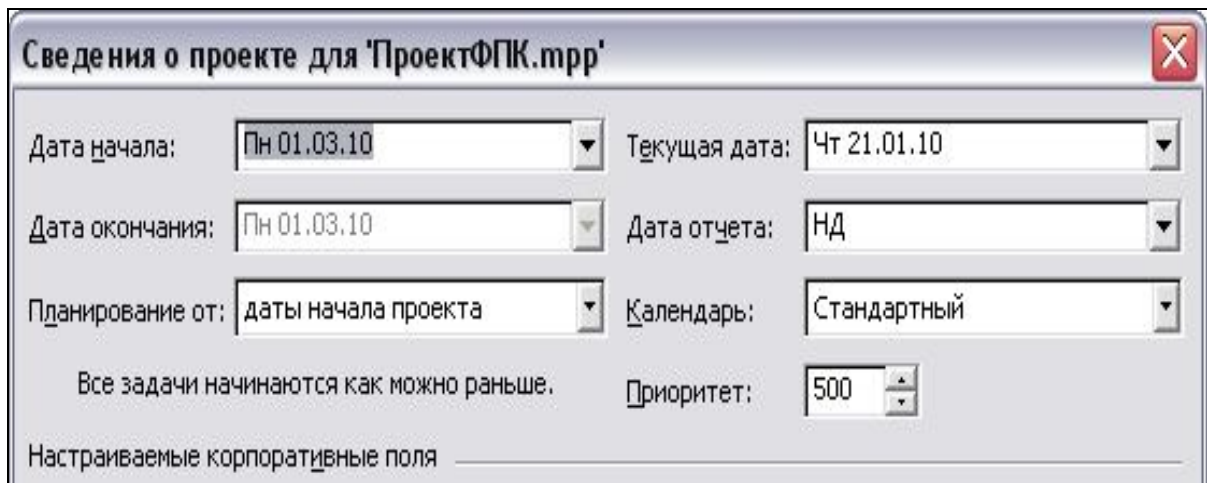 Сведения о проекте для 'ПроектФПК.mpp'
Дата начала: Пн 01.03.10 Текущая дата: Чт 21.01.10
Дата окончания: Пн 01.03.10 Дата отчета: НД
Планирование от: даты начала проекта Календарь: Стандартный
Все задачи начинаются как можно раньше. Приоритет: 500
Настраиваемые корпоративные поля